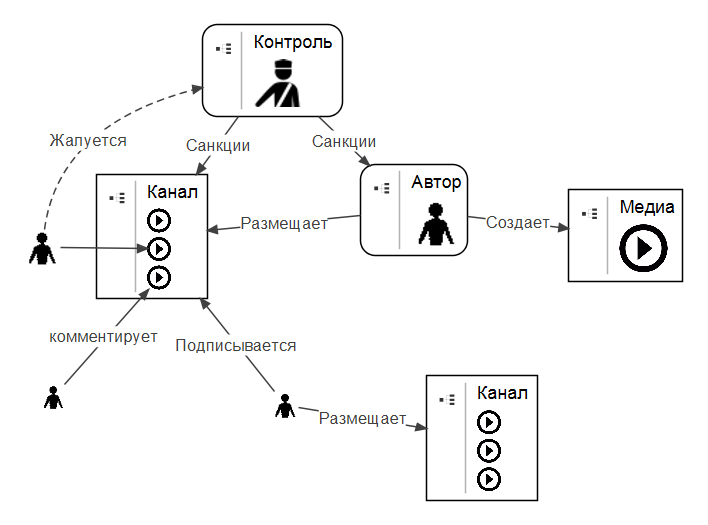 Контроль
Жалуется
Санкции
Санкции
Канал
Автор
Медиа
Размещает
Создает
комментирует
Подписывается
Канал
Размещает